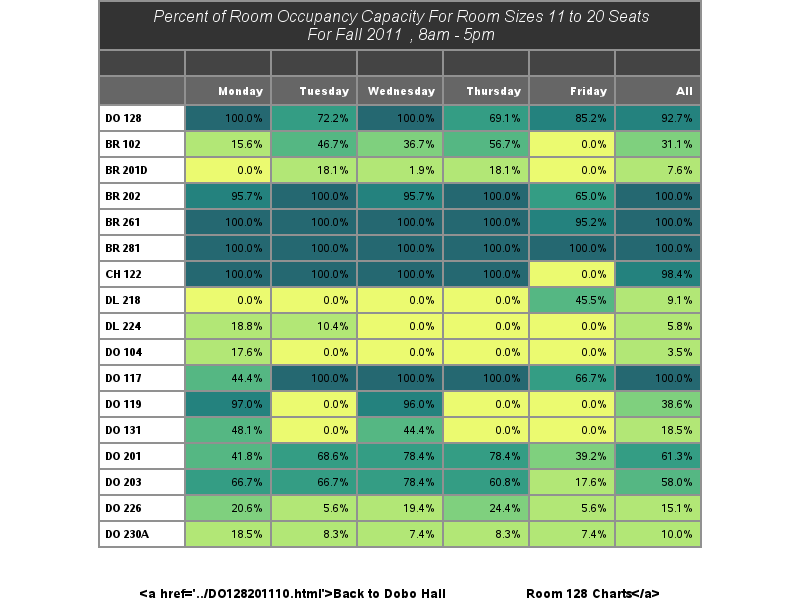 Percent of Room Occupancy Capacity For Room Sizes 11 to 20 Seats
For Fall 2011 , 8am - 5pm
Monday Tuesday Wednesday Thursday Friday All
DO 128 100.0% 72.2% 100.0% 69.1% 85.2% 92.7%
BR 102 15.6% 46.7% 36.7% 56.7% 0.0% 31.1%
BR 201D 0.0% 18.1% 1.9% 18.1% 0.0% 7.6%
BR 202 95.7% 100.0% 95.7% 100.0% 65.0% 100.0%
BR 261 100.0% 100.0% 100.0% 100.0% 95.2% 100.0%
BR 281 100.0% 100.0% 100.0% 100.0% 100.0% 100.0%
CH 122 100.0% 100.0% 100.0% 100.0% 0.0% 98.4%
DL 218 0.0% 0.0% 0.0% 0.0% 45.5% 9.1%
DL 224 18.8% 10.4% 0.0% 0.0% 0.0% 5.8%
DO 104 17.6% 0.0% 0.0% 0.0% 0.0% 3.5%
DO 117 44.4% 100.0% 100.0% 100.0% 66.7% 100.0%
DO 119 97.0% 0.0% 96.0% 0.0% 0.0% 38.6%
DO 131 48.1% 0.0% 44.4% 0.0% 0.0% 18.5%
DO 201 41.8% 68.6% 78.4% 78.4% 39.2% 61.3%
DO 203 66.7% 66.7% 78.4% 60.8% 17.6% 58.0%
DO 226 20.6% 5.6% 19.4% 24.4% 5.6% 15.1%
DO 230A 18.5% 8.3% 7.4% 8.3% 7.4% 10.0%
<a href='../DO128201110.html'>Back to Dobo Hall Room 128 Charts</a>